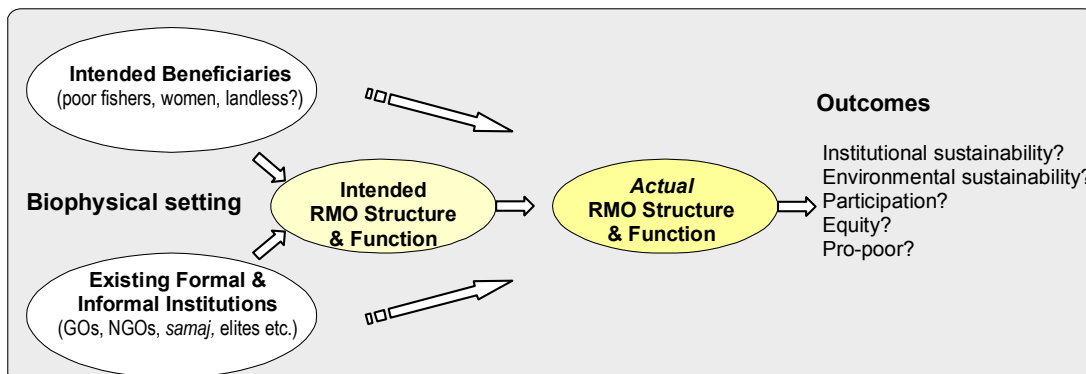 Intended Beneficiaries
(poor fishers, women, landless?)
Biophysical setting
Existing Formal &
Informal Institutions
(GOs, NGOs, samaj, elites etc.)
Intended
RMO Structure
& Function
Actual
RMO Structure
& Function
Outcomes
Institutional sustainability?
Environmental sustainability?
Participation?
Equity?
Pro-poor?